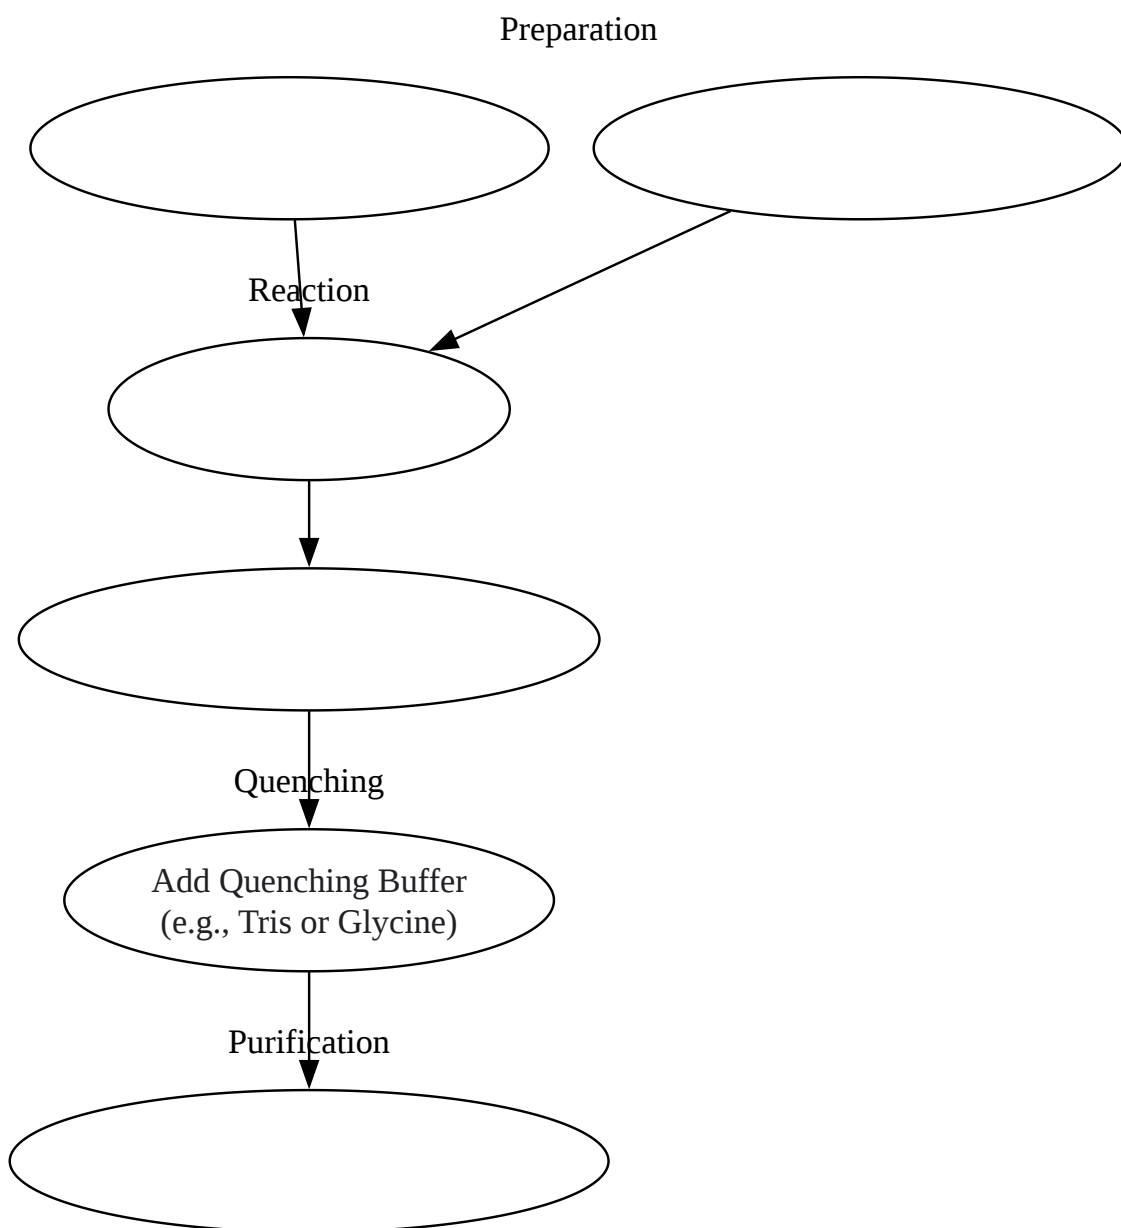 Preparation
Reaction
Quenching
Add Quenching Buffer
(e.g., Tris or Glycine)
Purification